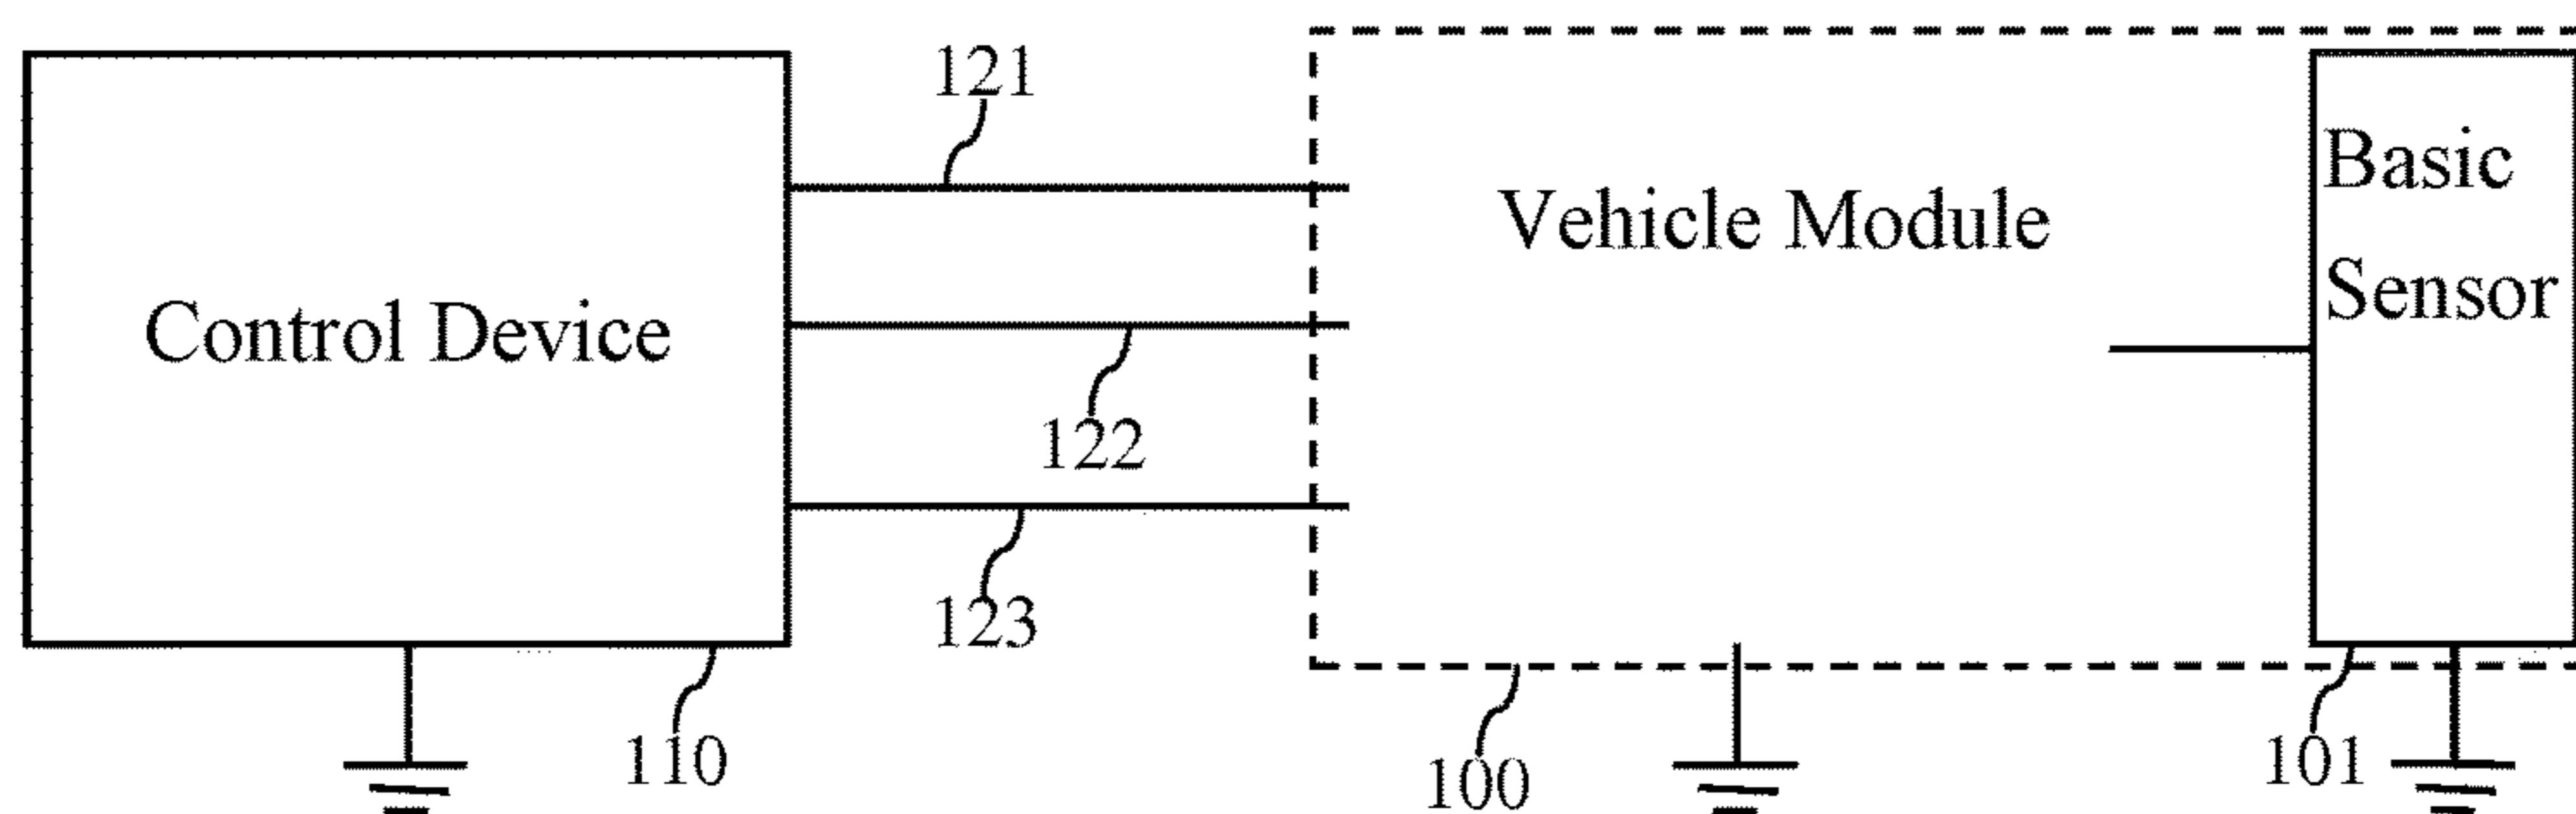 121
Basic
Vehicle Module
Sensor
Control Device
122
123
110
100
101